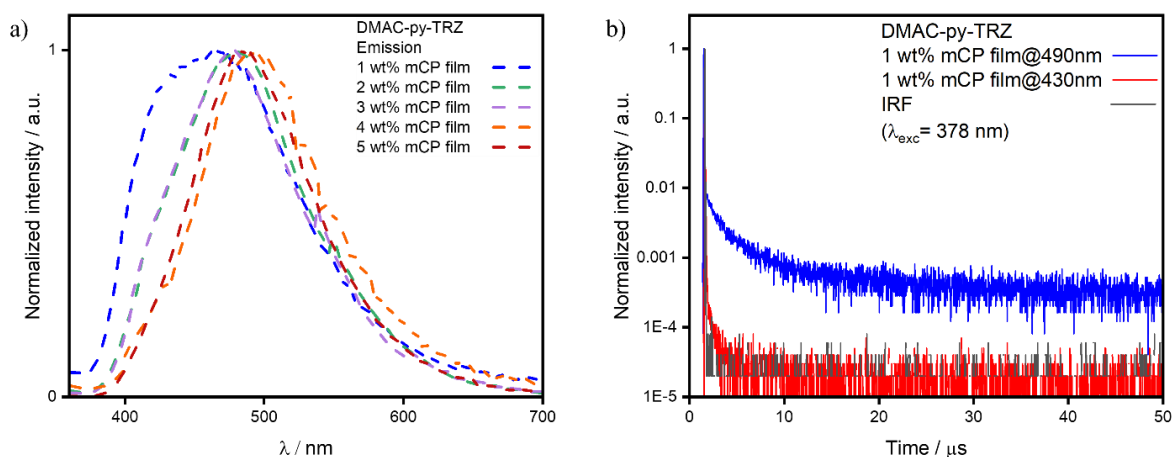 a)
DMAC-py-TRZ
Emission
1 wt% mCP film
2 wt% mCP film
3 wt% mCP film
4 wt% mCP film
5 wt% mCP film
1
0
Normalized intensity / a.u.
400
500
600
700
λ / nm
b)
DMAC-py-TRZ
1 wt% mCP film@490nm
1 wt% mCP film@430nm
IRF
(λexc= 378 nm)
1
0.1
0.01
0.001
1E-4
1E-5
Normalized intensity / a.u.
0
10
20
30
40
50
Time / μs